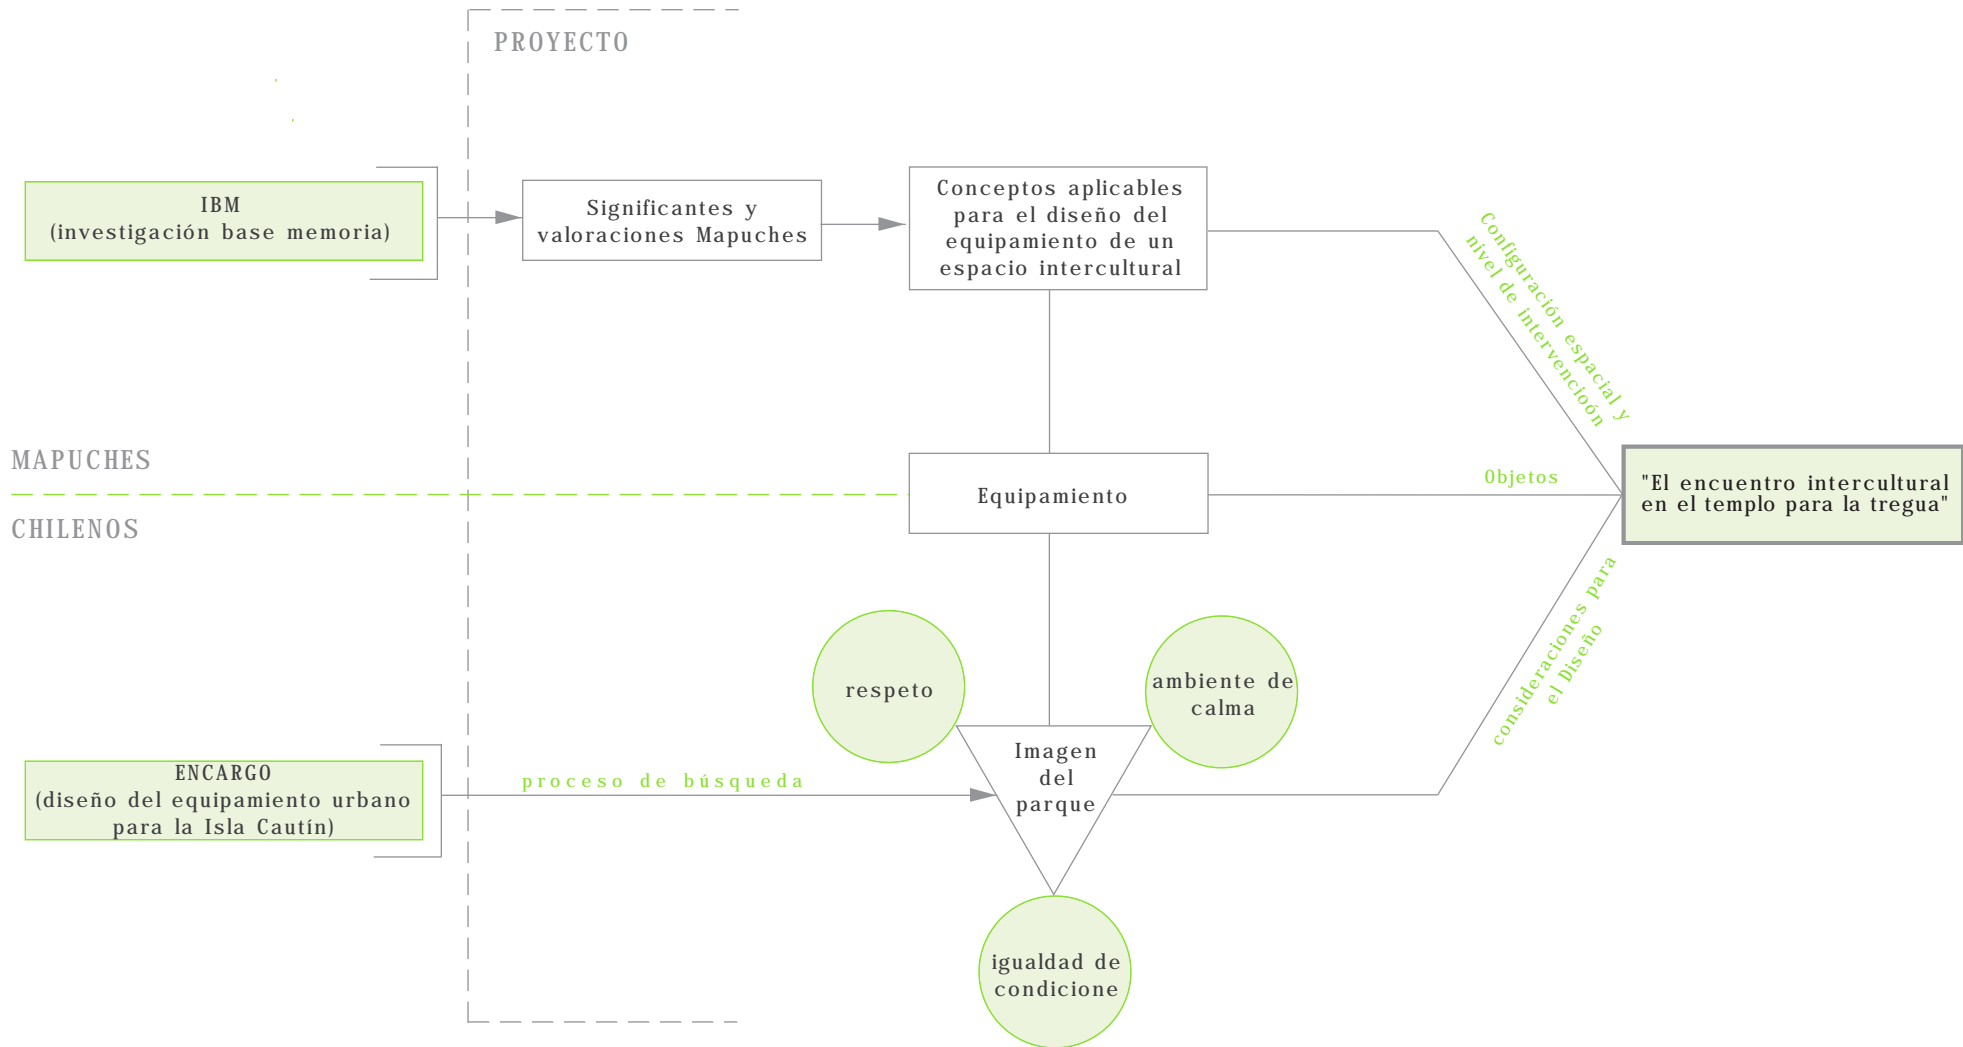 PROYECTO
IBM
(investigación base memoria)
Significantes y
valoraciones Mapuches
Conceptos aplicables
para el diseño del
equipamiento de un
espacio intercultural
Configuración espacial y
nivel de intervencioón
MAPUCHES
CHILENOS
Equipamiento
Objetos
"El encuentro intercultural
en el templo para la tregua"
respeto
ambiente de
calma
consideraciones para
el Diseño
ENCARGO
(diseño del equipamiento urbano
para la Isla Cautín)
proceso de búsqueda
Imagen
del
parque
igualdad de
condicione